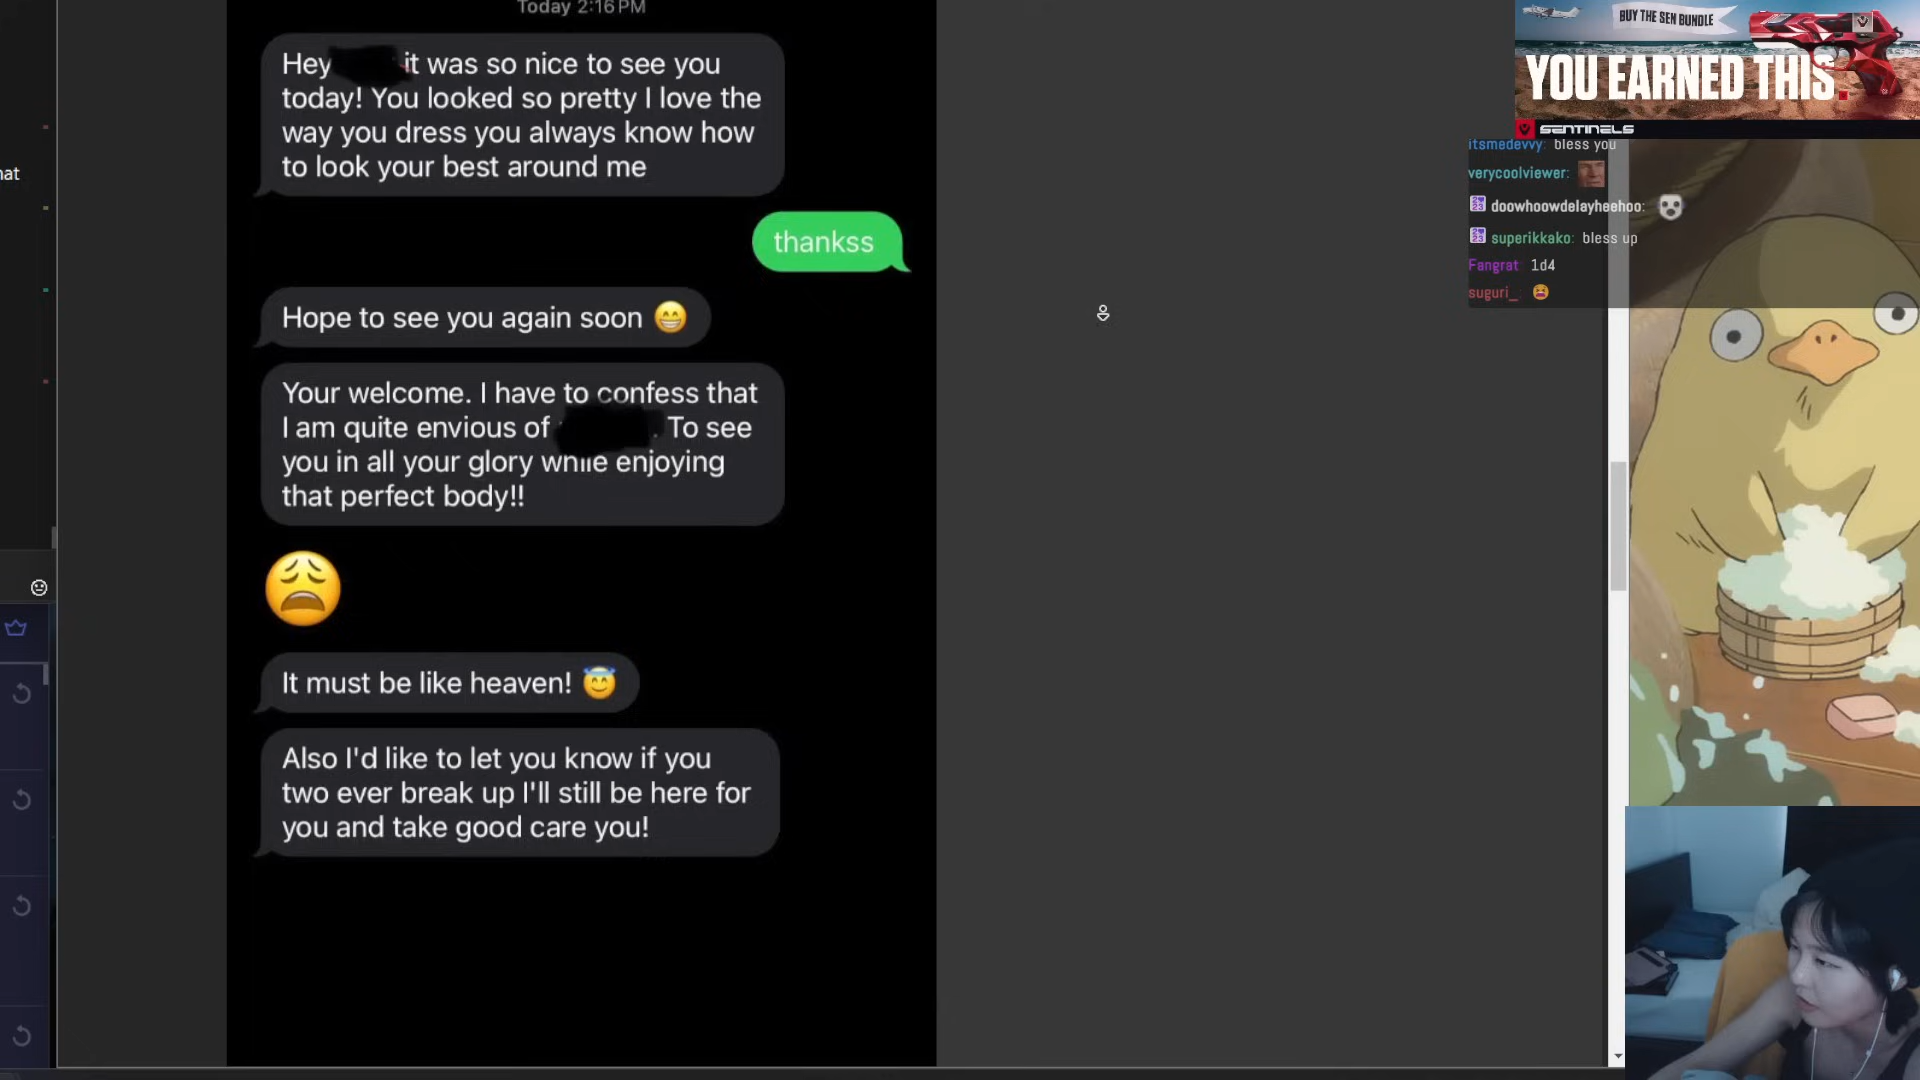 Today 2:16 PM
Hey it was so nice to see you
today! You looked so pretty I love the
way you dress you always know how
to look your best around me
thankss
Hope to see you again soon 😁
Your welcome. I have to confess that
I am quite envious of . To see
you in all your glory while enjoying
that perfect body!!
😩
It must be like heaven! 😇
Also I'd like to let you know if you
two ever break up I'll still be here for
you and take good care you!
BUY THE SEN BUNDLE
YOU EARNED THIS.
SENTINELS
itsmedevvy: bless you
verycoolviewer:
doowhoowdelayheehoo:
superikkako: bless up
Fangrat: 1d4
suguri_: 😫